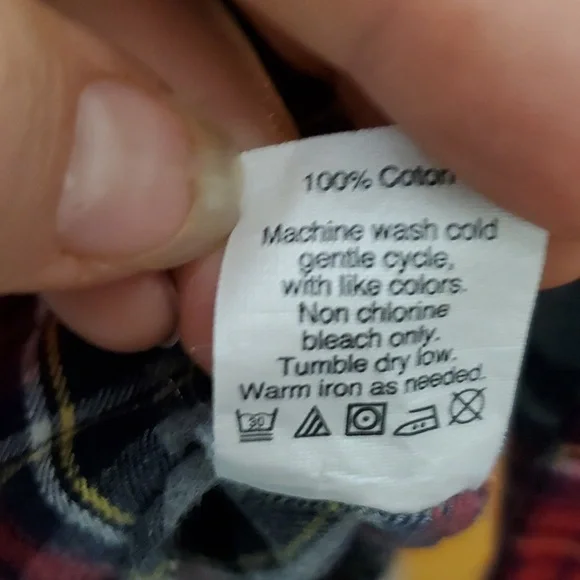 100% Coton
Machine wash cold
gentle cycle,
with like colors.
Non chlorine
bleach only.
Tumble dry low.
Warm iron as needed.
30